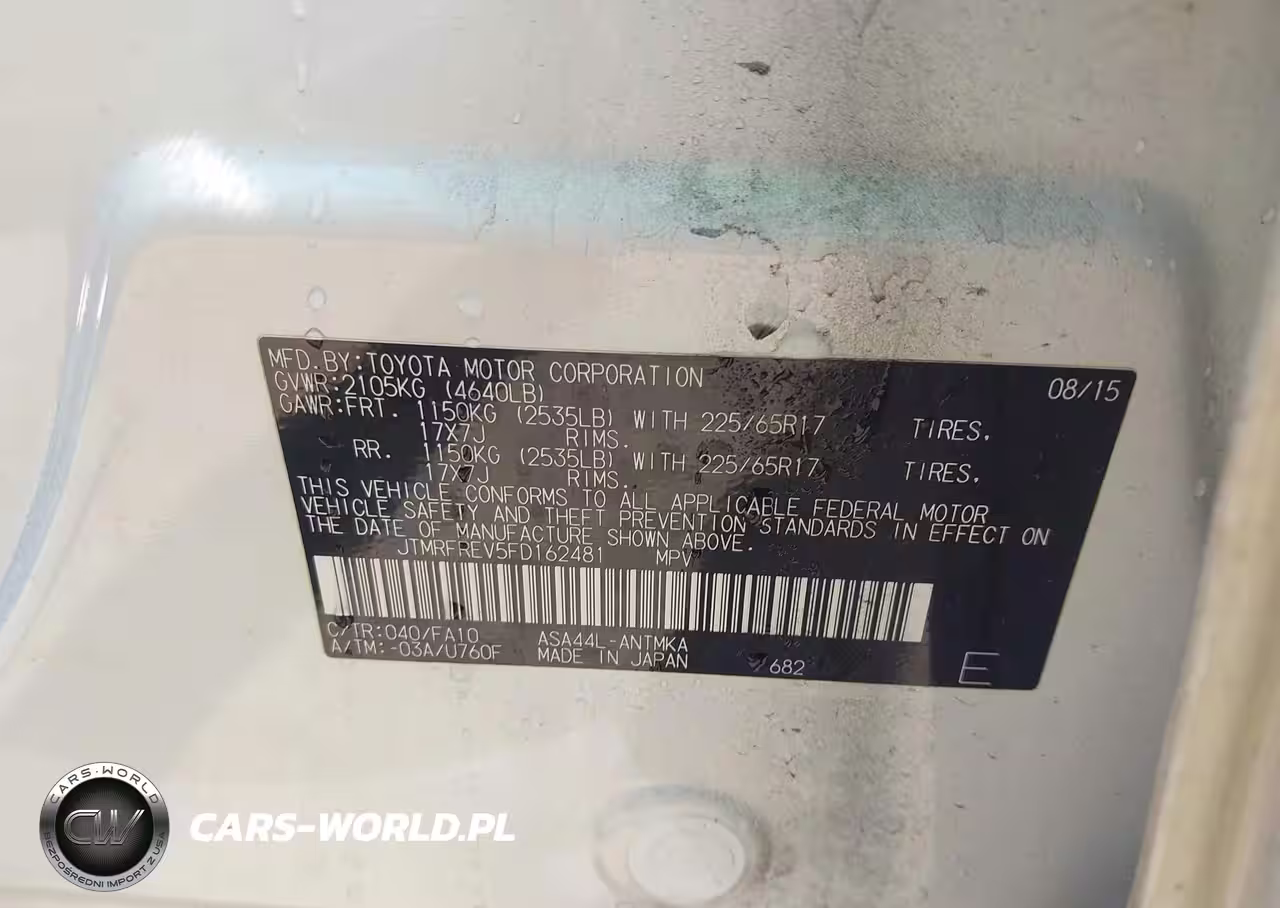 MFD.BY:TOYOTA MOTOR CORPORATION 08/15
GVWR:2105KG (4640LB)
GAWR:FRT. 1150KG (2535LB) WITH 225/65R17 TIRES.
17X7J RIMS.
RR. 1150KG (2535LB) WITH 225/65R17 TIRES.
17X7J RIMS.
THIS VEHICLE CONFORMS TO ALL APPLICABLE FEDERAL MOTOR
VEHICLE SAFETY AND THEFT PREVENTION STANDARDS IN EFFECT ON
THE DATE OF MANUFACTURE SHOWN ABOVE.
JTMRFREV5FD162481 MPV
C/TR:040/FA10 ASA44L-ANTMKA
A/TM:-03A/U760F MADE IN JAPAN 682 E
CARS-WORLD
CW
BEZPOŚREDNI IMPORT Z USA
CARS-WORLD.PL